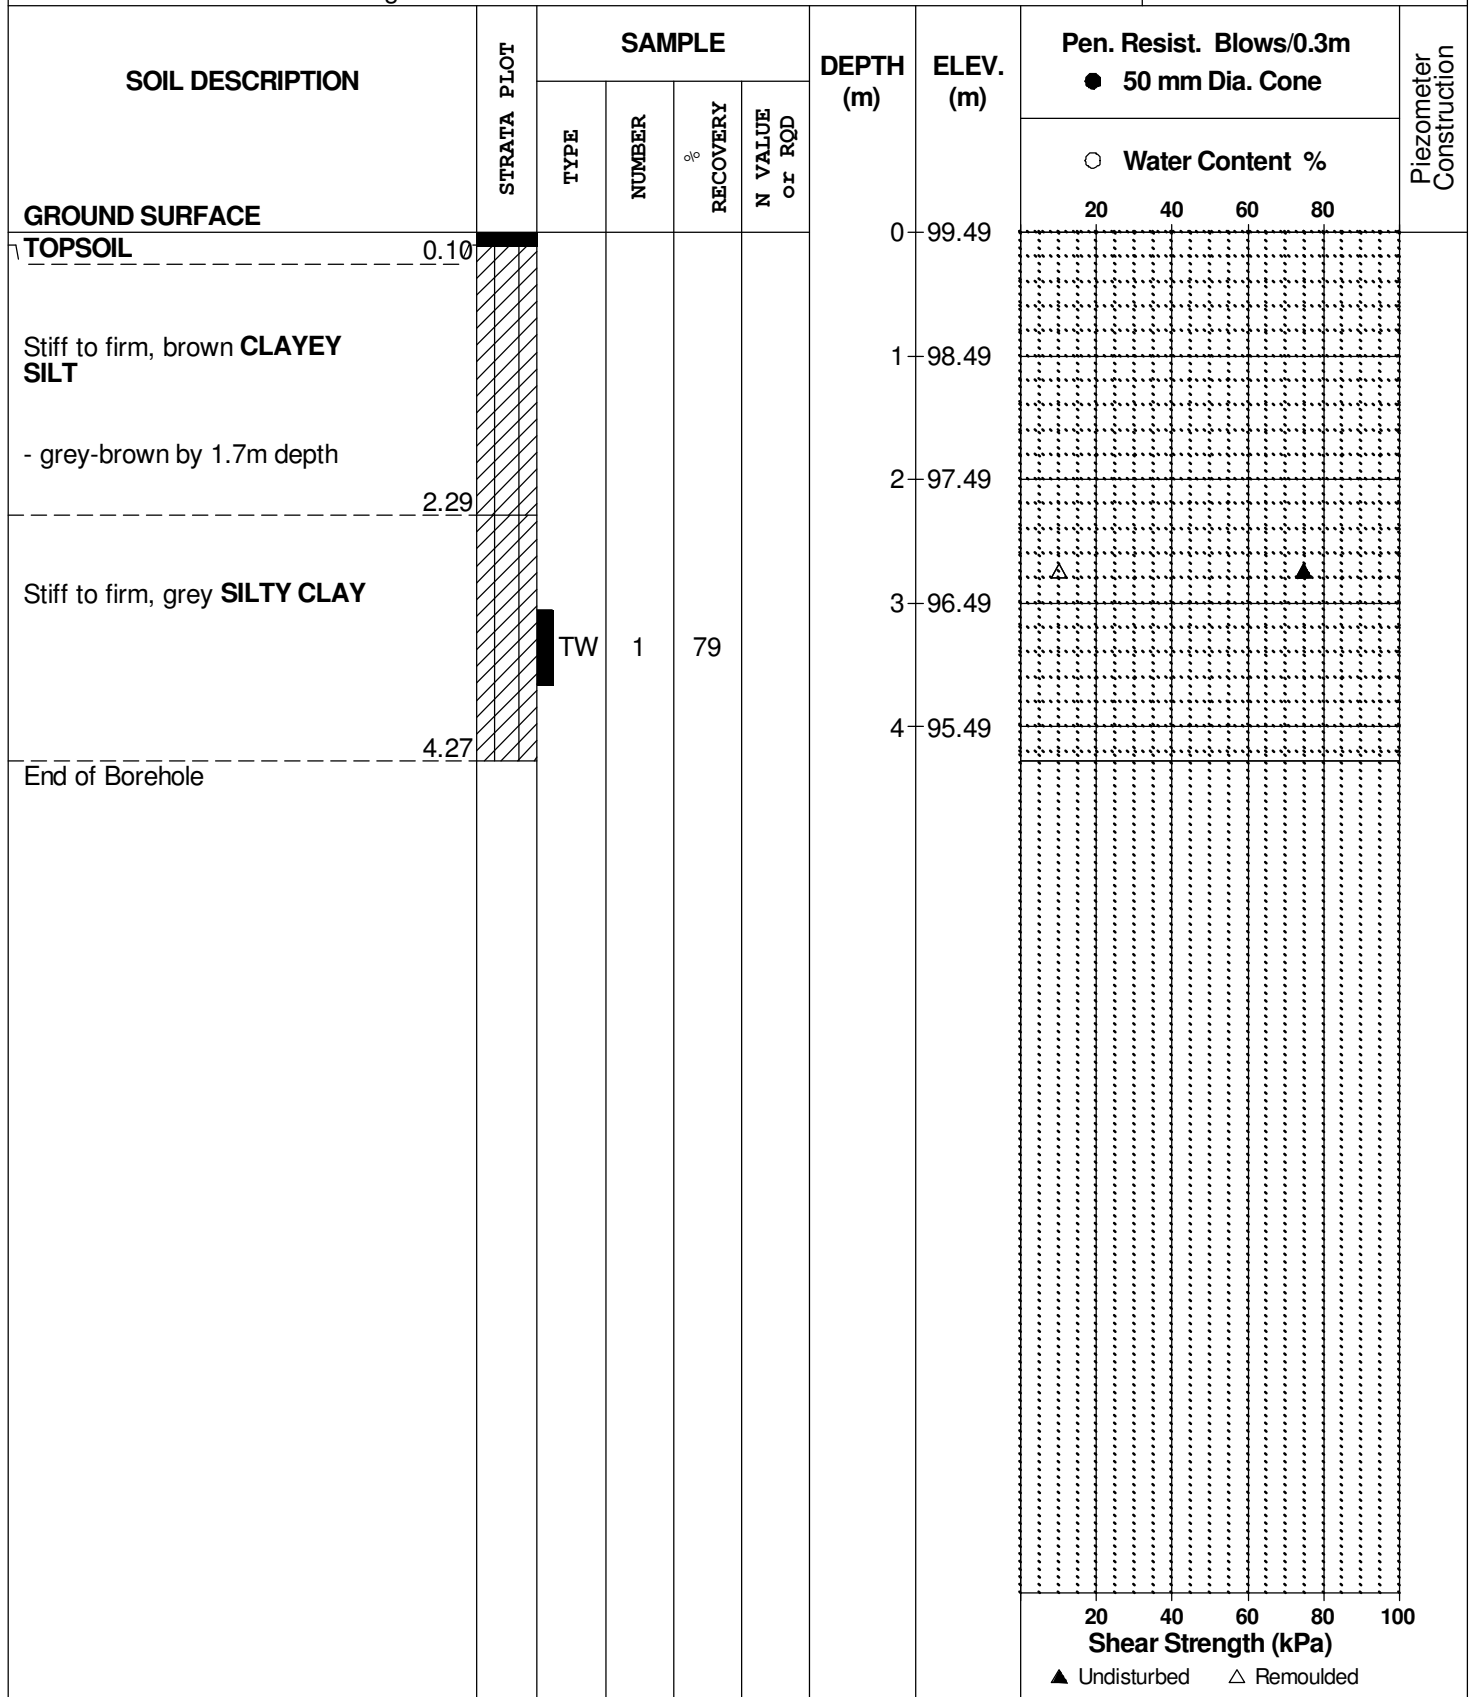 SOIL DESCRIPTION
STRATA PLOT
SAMPLE
TYPE
NUMBER
% RECOVERY
N VALUE or RQD
DEPTH (m)
ELEV. (m)
Pen. Resist. Blows/0.3m
● 50 mm Dia. Cone
○ Water Content %
Piezometer Construction
20 40 60 80
GROUND SURFACE
0 99.49
TOPSOIL 0.10
Stiff to firm, brown CLAYEY
SILT
1 98.49
- grey-brown by 1.7m depth
2 97.49
2.29
Stiff to firm, grey SILTY CLAY
3 96.49
TW 1 79
4 95.49
4.27
End of Borehole
20 40 60 80 100
Shear Strength (kPa)
▲ Undisturbed △ Remoulded